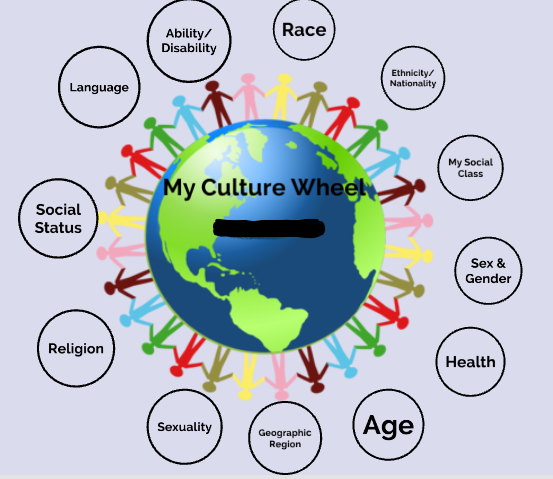 Race
Ability/
Disability
Ethnicity/
Nationality
Language
My Social
Class
My Culture Wheel
Social
Status
Sex &
Gender
Religion
Health
Sexuality
Geographic
Region
Age